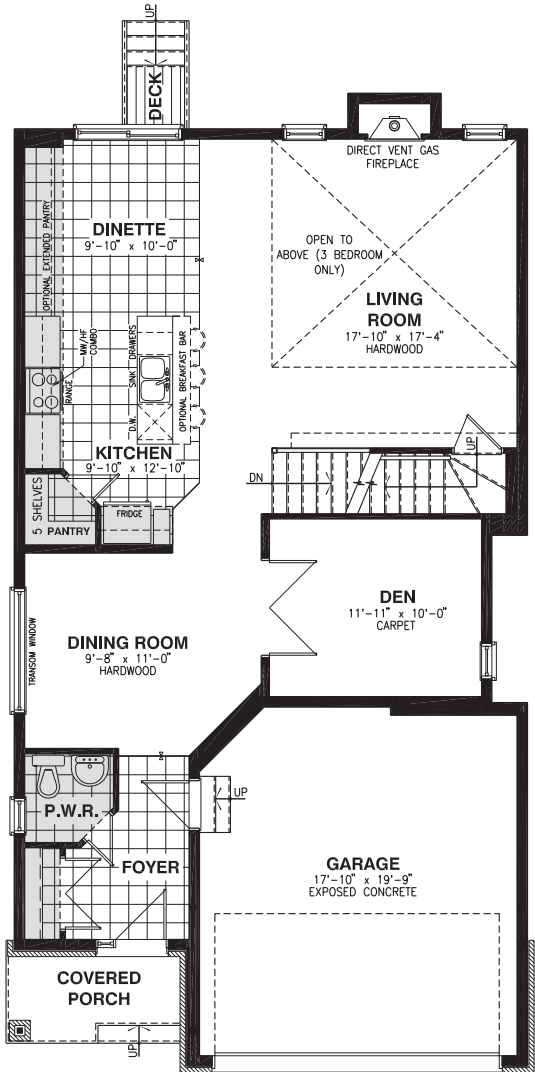 UP
DECK
DIRECT VENT GAS
FIREPLACE
DINETTE
9'-10" x 10'-0"
OPTIONAL EXTENDED PANTRY
OPEN TO
ABOVE (3 BEDROOM
ONLY)
LIVING
ROOM
17'-10" x 17'-4"
HARDWOOD
MW/HF
COMBO
RANGE
DRAWERS
SINK
D.W.
OPTIONAL BREAKFAST BAR
KITCHEN
9'-10" x 12'-10"
UP
DN
5 SHELVES
PANTRY
FRIDGE
DEN
11'-11" x 10'-0"
CARPET
TRANSOM WINDOW
DINING ROOM
9'-8" x 11'-0"
HARDWOOD
UP
P.W.R.
FOYER
GARAGE
17'-10" x 19'-9"
EXPOSED CONCRETE
COVERED
PORCH
UP